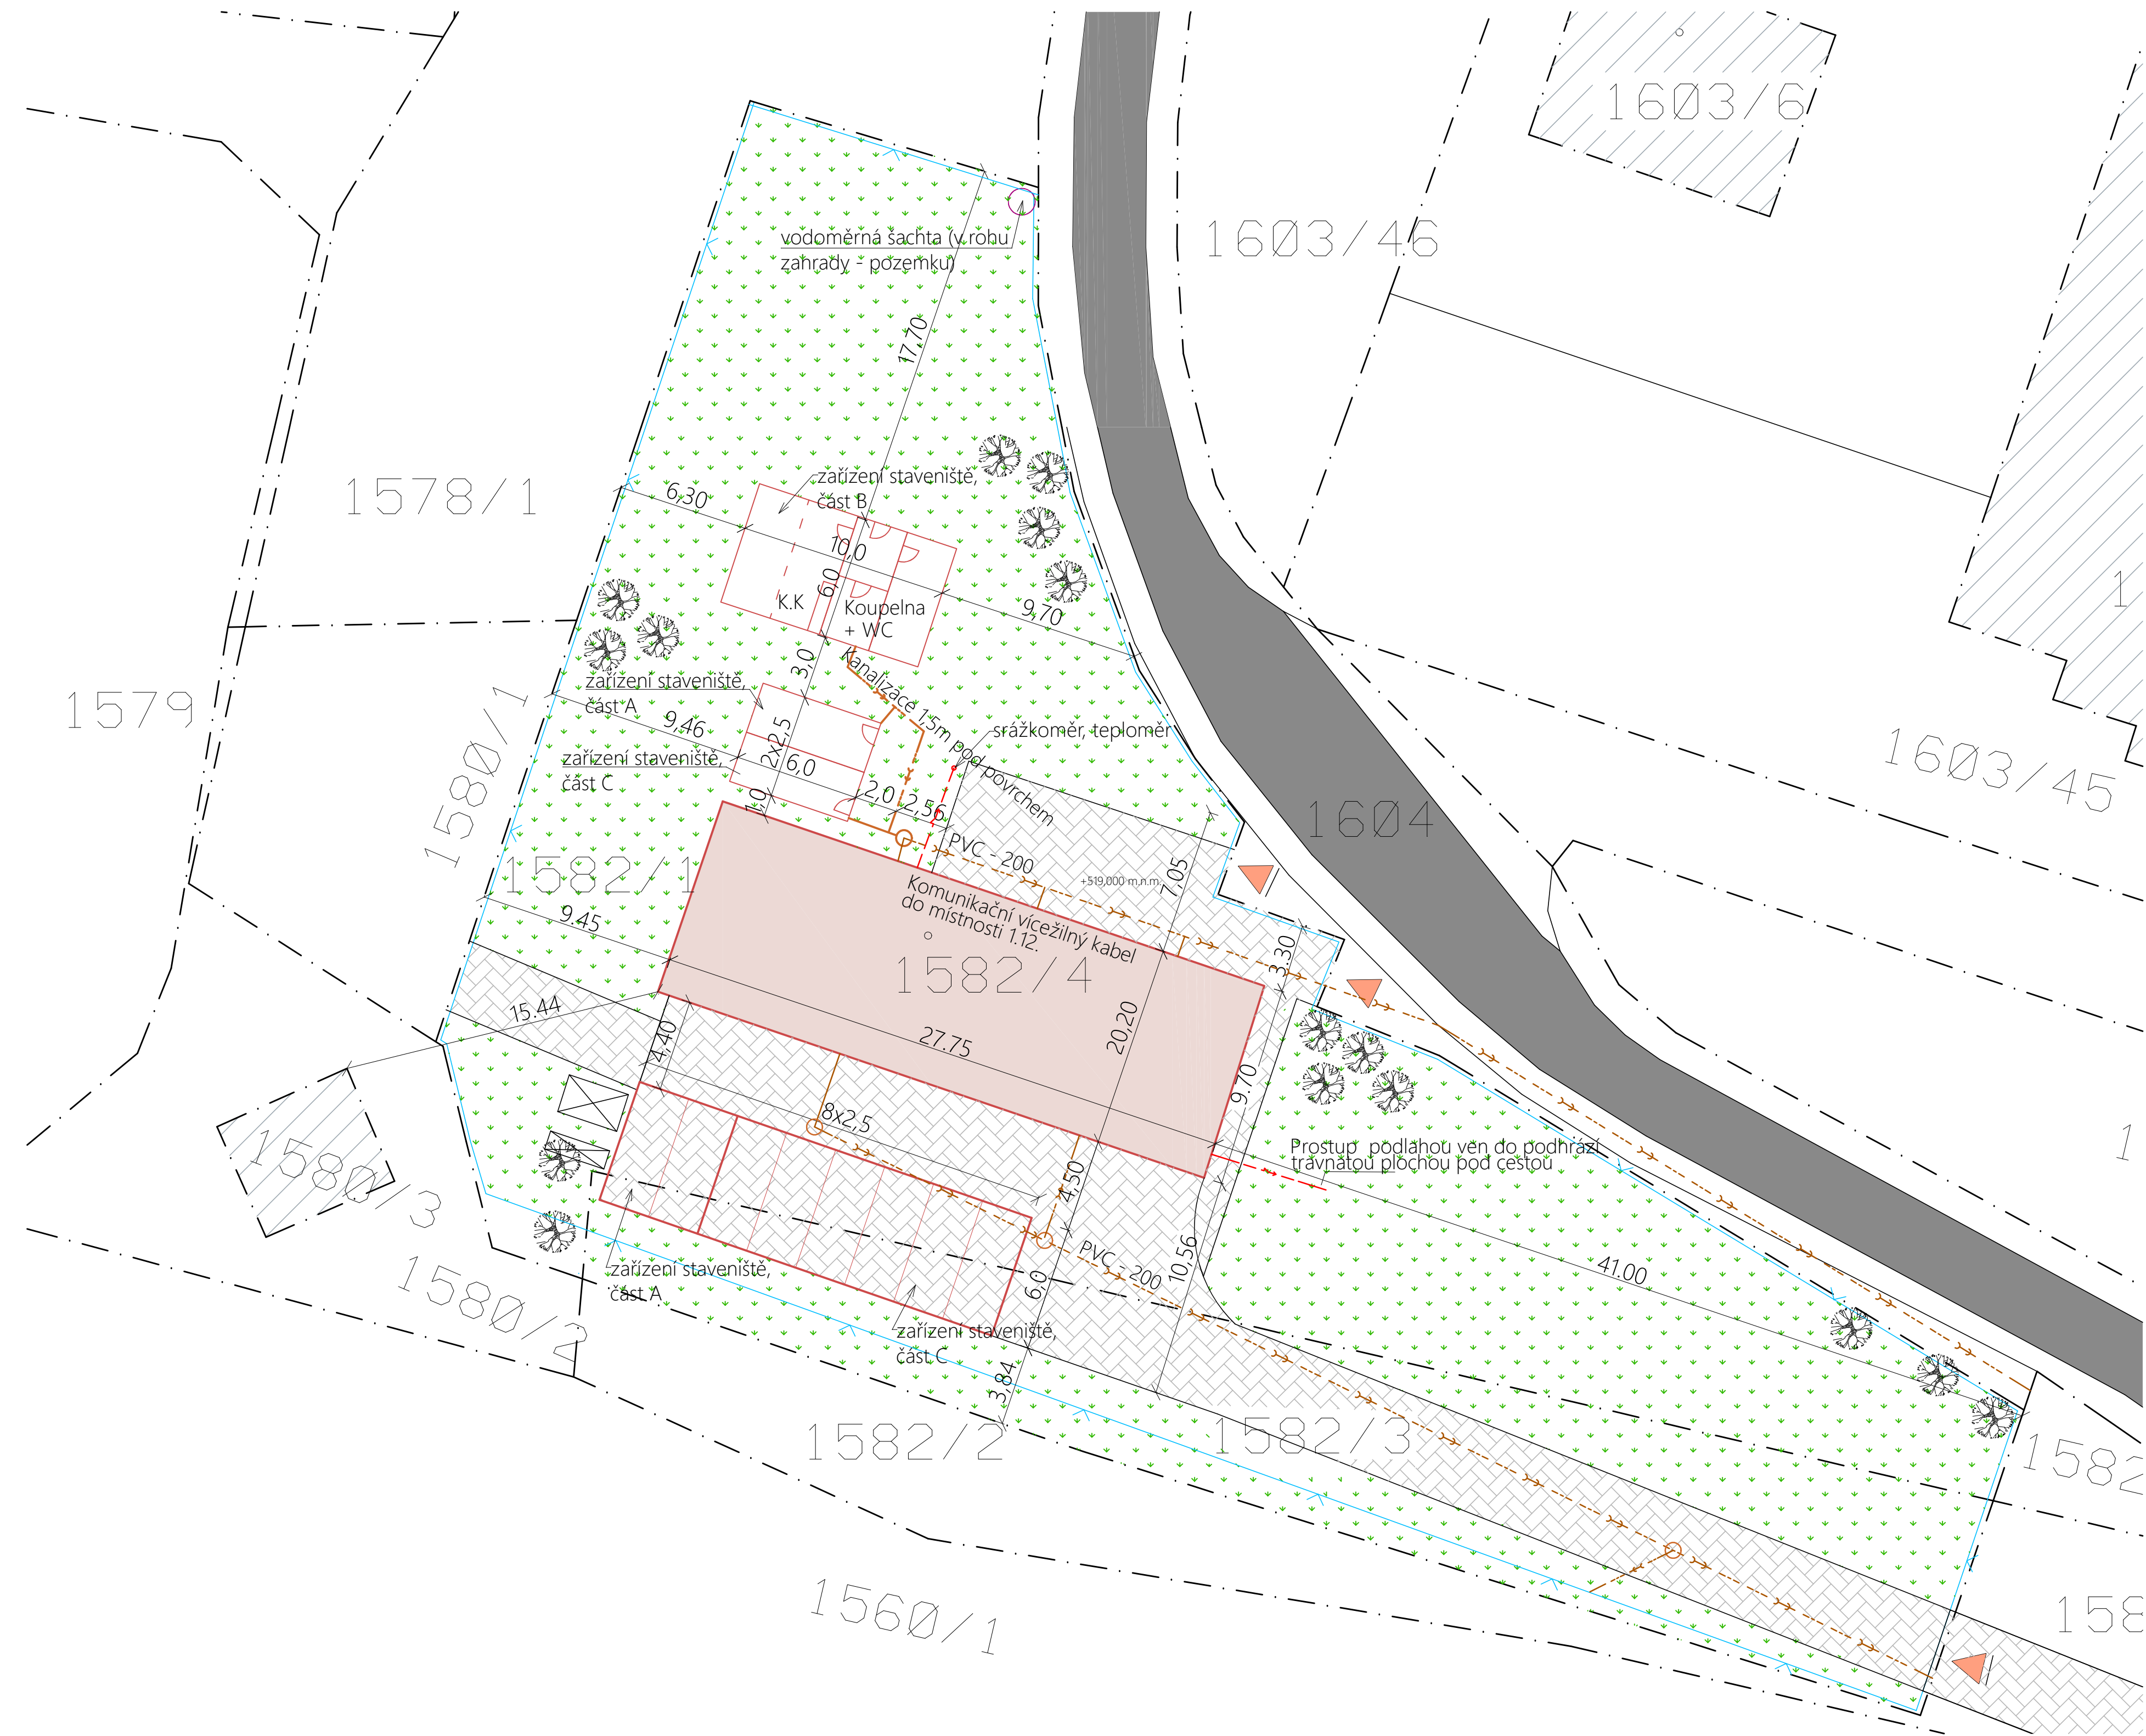 1603/6
1603/46
vodoměrná šachta (v rohu
zahrady - pozemku)
17,70
1578/1
zařízení staveniště,
část B
6,30
10,0
6,0
K.K
Koupelna
+ WC
9,70
1
3,0
Kanalizace 1,5m pod povrchem
zařízení staveniště,
část A
1579
9,46
2x2,5
srážkoměr, teploměr
zařízení staveniště,
část C
6,0
1603/45
1580/1
1,0
2,0
2,56
1604
PVC - 200
7,05
+519,000 m.n.m.
1582/1
Komunikační vícežilný kabel
do místnosti 1.12.
9.45
3.30
1582/4
15.44
4,40
27.75
20,20
9.70
8x2,5
1580/3
Prostup podlahou ven do podhrází
travnatou plochou pod cestou
1
4,50
PVC - 200
10,56
41.00
zařízení staveniště,
část A
6,0
1580/2
zařízení staveniště,
část C
3,84
1582/2
1582/3
1582
1560/1
158